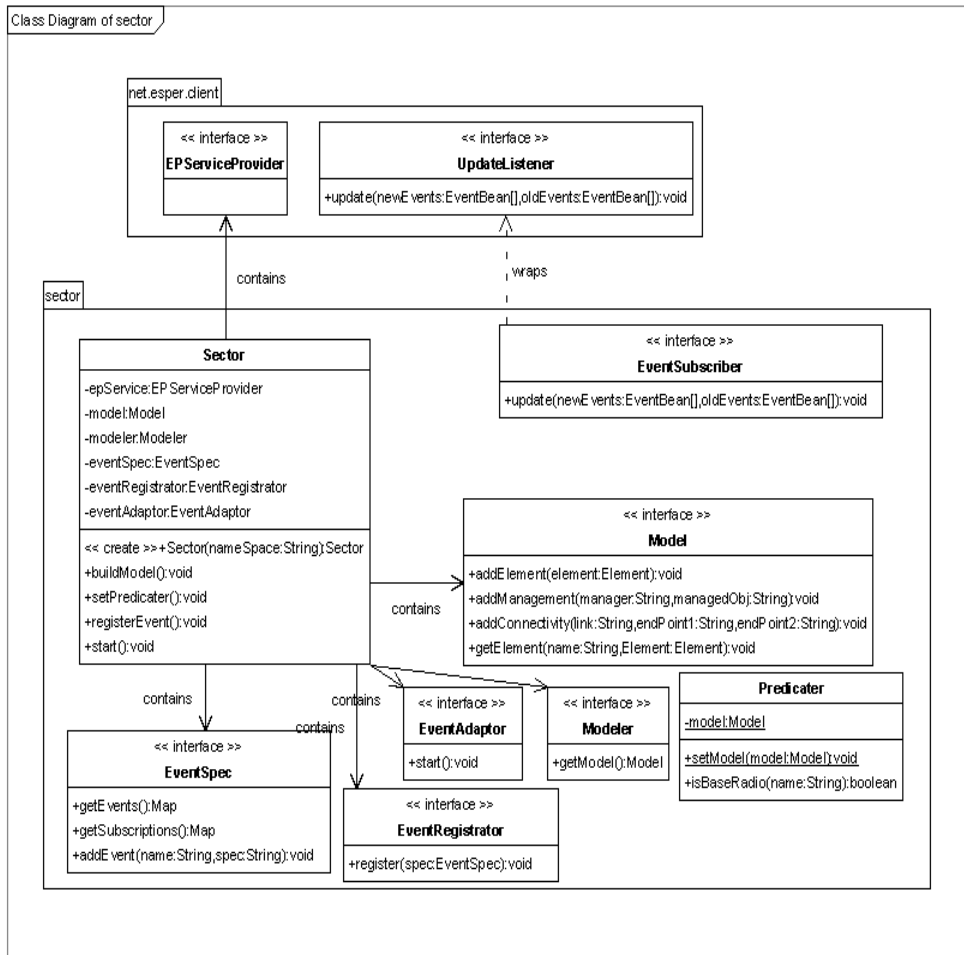 Class Diagram of sector
net.esper.client
<< interface >>
EPServiceProvider
<< interface >>
UpdateListener
+update(newEvents:EventBean[],oldEvents:EventBean[]):void
contains
wraps
sector
Sector
-epService:EPServiceProvider
-model:Model
-modeler:Modeler
-eventSpec:EventSpec
-eventRegistrator:EventRegistrator
-eventAdaptor:EventAdaptor
<< create >>+Sector(nameSpace:String):Sector
+buildModel():void
+setPredicater():void
+registerEvent():void
+start():void
<< interface >>
EventSubscriber
+update(newEvents:EventBean[],oldEvents:EventBean[]):void
<< interface >>
Model
+addElement(element:Element):void
+addManagement(manager:String,managedObj:String):void
+addConnectivity(link:String,endPoint1:String,endPoint2:String):void
+getElement(name:String,Element:Element):void
contains
contains
contains
contains
<< interface >>
EventSpec
+getEvents():Map
+getSubscriptions():Map
+addEvent(name:String,spec:String):void
<< interface >>
EventAdaptor
+start():void
<< interface >>
Modeler
+getModel():Model
Predicater
-model:Model
+setModel(model:Model):void
+isBaseRadio(name:String):boolean
<< interface >>
EventRegistrator
+register(spec:EventSpec):void